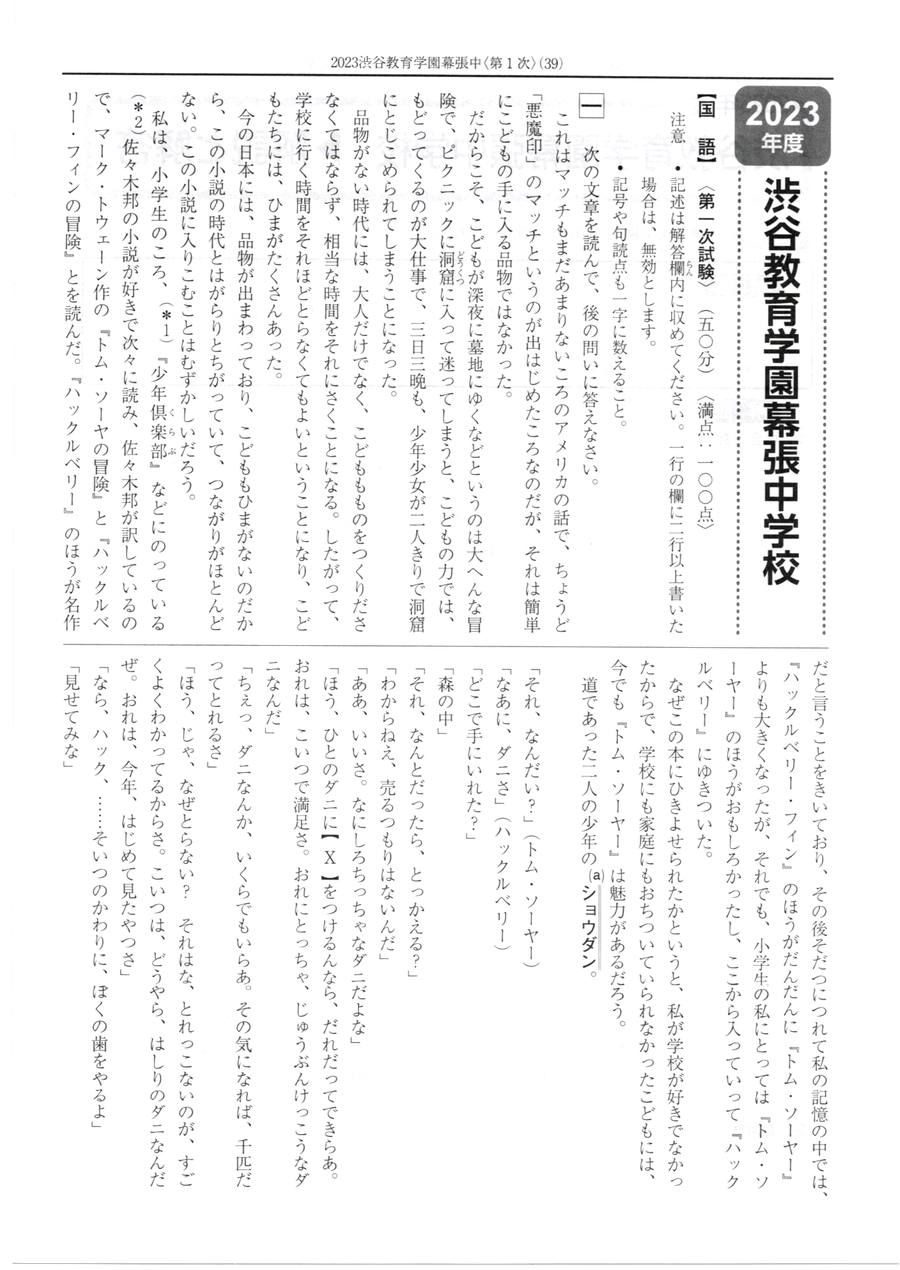 2023渋谷教育学園幕張中〈第1次〉(39)
2023
年度
渋谷教育学園幕張中学校
【国 語】〈第一次試験〉 (五〇分) 〈満点:一〇〇点〉
注意 ・記述は解答欄内に収めてください。一行の欄に二行以上書いた
場合は、無効とします。
・記号や句読点も一字に数えること。
一 次の文章を読んで、後の問いに答えなさい。
これはマッチもまだあまりないころのアメリカの話で、ちょうど
「悪魔印」のマッチというのが出はじめたころなのだが、それは簡単
にこどもの手に入る品物ではなかった。
だからこそ、こどもが深夜に墓地にゆくなどというのは大へんな冒
険で、ピクニックに洞窟に入って迷ってしまうと、こどもの力では、
もどってくるのが大仕事で、三日三晩も、少年少女が二人きりで洞窟
にとじこめられてしまうことになった。
品物がない時代には、大人だけでなく、こどももものをつくりださ
なくてはならず、相当な時間をそれにさくことになる。したがって、
学校に行く時間をそれほどとらなくてもよいということになり、こど
もたちには、ひまがたくさんあった。
今の日本には、品物が出まわっており、こどももひまがないのだか
ら、この小説の時代とはがらりとちがっていて、つながりがほとんど
ない。この小説に入りこむことはむずかしいだろう。
私は、小学生のころ、(*1)『少年倶楽部』などにのっている
(*2)佐々木邦の小説が好きで次々に読み、佐々木邦が訳しているの
で、マーク・トウェーン作の『トム・ソーヤの冒険』と『ハックルベ
リー・フィンの冒険』とを読んだ。『ハックルベリー』のほうが名作
だと言うことをきいており、その後そだつにつれて私の記憶の中では、
『ハックルベリー・フィン』のほうがだんだんに『トム・ソーヤー』
よりも大きくなったが、それでも、小学生の私にとっては『トム・ソ
ーヤー』のほうがおもしろかったし、ここから入っていって『ハック
ルベリー』にゆきついた。
なぜこの本にひきよせられたかというと、私が学校が好きでなかっ
たからで、学校にも家庭にもおちついていられなかったこどもには、
今でも『トム・ソーヤー』は魅力があるだろう。
道であった二人の少年の(a)ショウダン。
「それ、なんだい?」(トム・ソーヤー)
「なあに、ダニさ」(ハックルベリー)
「どこで手にいれた?」
「森の中」
「それ、なんとだったら、とっかえる?」
「わからねえ、売るつもりはないんだ」
「ああ、いいさ。なにしろちっちゃなダニだよな」
「ほう、ひとのダニに【 X 】をつけるんなら、だれだってできらあ。
おれは、こいつで満足さ。おれにとっちゃ、じゅうぶんけっこうなダ
ニなんだ」
「ちぇっ、ダニなんか、いくらでもいらあ。その気になれば、千匹だ
ってとれるさ」
「ほう、じゃ、なぜとらない? それはな、とれっこないのが、すご
くよくわかってるからさ。こいつは、どうやら、はしりのダニなんだ
ぜ。おれは、今年、はじめて見たやつさ」
「なら、ハック、……そいつのかわりに、ぼくの歯をやるよ」
「見せてみな」